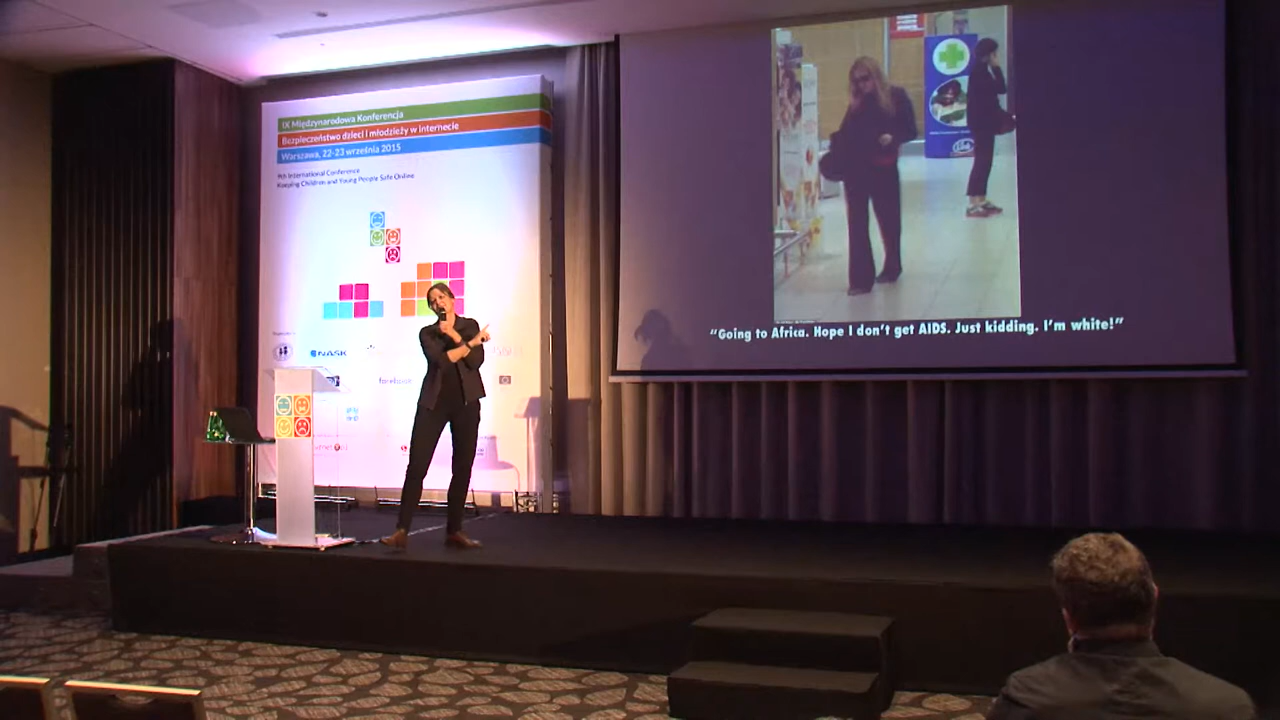 IX Międzynarodowa Konferencja
Bezpieczeństwo dzieci i młodzieży w internecie
Warszawa, 22-23 września 2015
9th International Conference
Keeping Children and Young People Safe Online
NASK
facebook
“Going to Africa. Hope I don’t get AIDS. Just kidding. I’m white!”